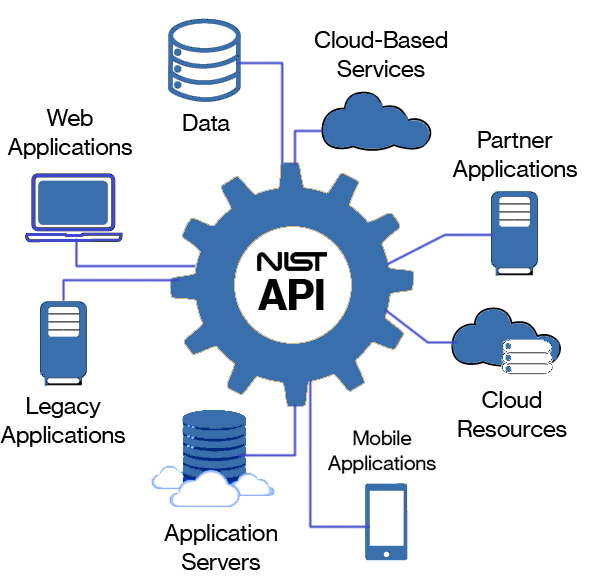 Cloud-Based
Services
Data
Web
Applications
Partner
Applications
NIST
API
Legacy
Applications
Cloud
Resources
Mobile
Applications
Application
Servers